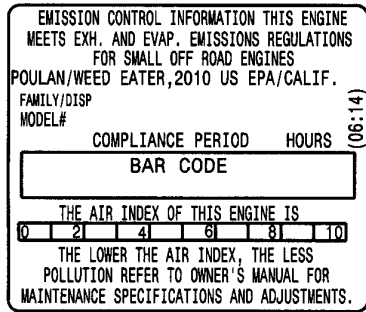 EMISSION CONTROL INFORMATION THIS ENGINE
MEETS EXH. AND EVAP. EMISSIONS REGULATIONS
FOR SMALL OFF ROAD ENGINES
POULAN/WEED EATER,2010 US EPA/CALIF.
FAMILY/DISP
MODEL#
COMPLIANCE PERIOD HOURS
(06:14)
BAR CODE
THE AIR INDEX OF THIS ENGINE IS
0 2 4 6 8 10
THE LOWER THE AIR INDEX, THE LESS
POLLUTION REFER TO OWNER'S MANUAL FOR
MAINTENANCE SPECIFICATIONS AND ADJUSTMENTS.